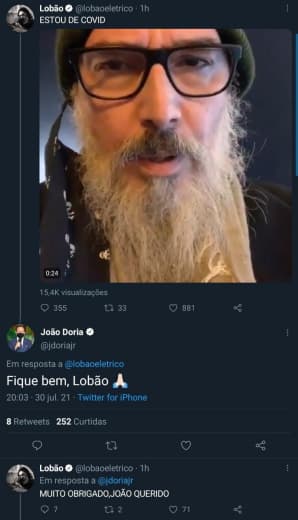 Lobão @lobaoeletrico · 1h
ESTOU DE COVID
0:24
15,4K visualizações
355 33 881
João Doria
@jdoriajr
Em resposta a @lobaoeletrico
Fique bem, Lobão 🙏🏻
20:03 · 30 jul. 21 · Twitter for iPhone
8 Retweets 252 Curtidas
Lobão @lobaoeletrico · 1h
Em resposta a @jdoriajr
MUITO OBRIGADO,JOÃO QUERIDO
7 2 71